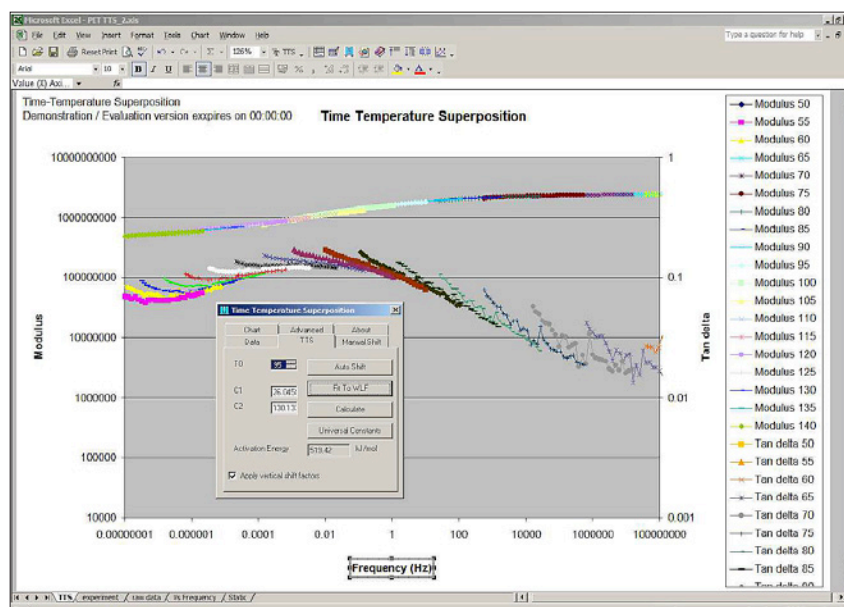 Microsoft Excel - PET TTS_2.xls
File Edit View Insert Format Tools Chart Window Help
Type a question for help
Reset Print
126%
TTS
Arial
10
B I U
Value (X) Axi...
fx
Time-Temperature Superposition
Demonstration / Evaluation version exxpires on 00:00:00
Time Temperature Superposition
10000000000
1000000000
100000000
10000000
1000000
100000
10000
Modulus
1
0.1
0.01
0.001
Tan delta
0.00000001
0.000001
0.0001
0.01
1
100
10000
1000000
100000000
Frequency (Hz)
Time Temperature Superposition
Chart Advanced About
Data TTS Manual Shift
T0 95
Auto Shift
C1
Fit To WLF
C2
Calculate
Universal Constants
Activation Energy 519.42 kJ/mol
Apply vertical shift factors
Modulus 50
Modulus 55
Modulus 60
Modulus 65
Modulus 70
Modulus 75
Modulus 80
Modulus 85
Modulus 90
Modulus 95
Modulus 100
Modulus 105
Modulus 110
Modulus 115
Modulus 120
Modulus 125
Modulus 130
Modulus 135
Modulus 140
Tan delta 50
Tan delta 55
Tan delta 60
Tan delta 65
Tan delta 70
Tan delta 75
Tan delta 80
Tan delta 85
TTS experiment raw data Vs Frequency Static